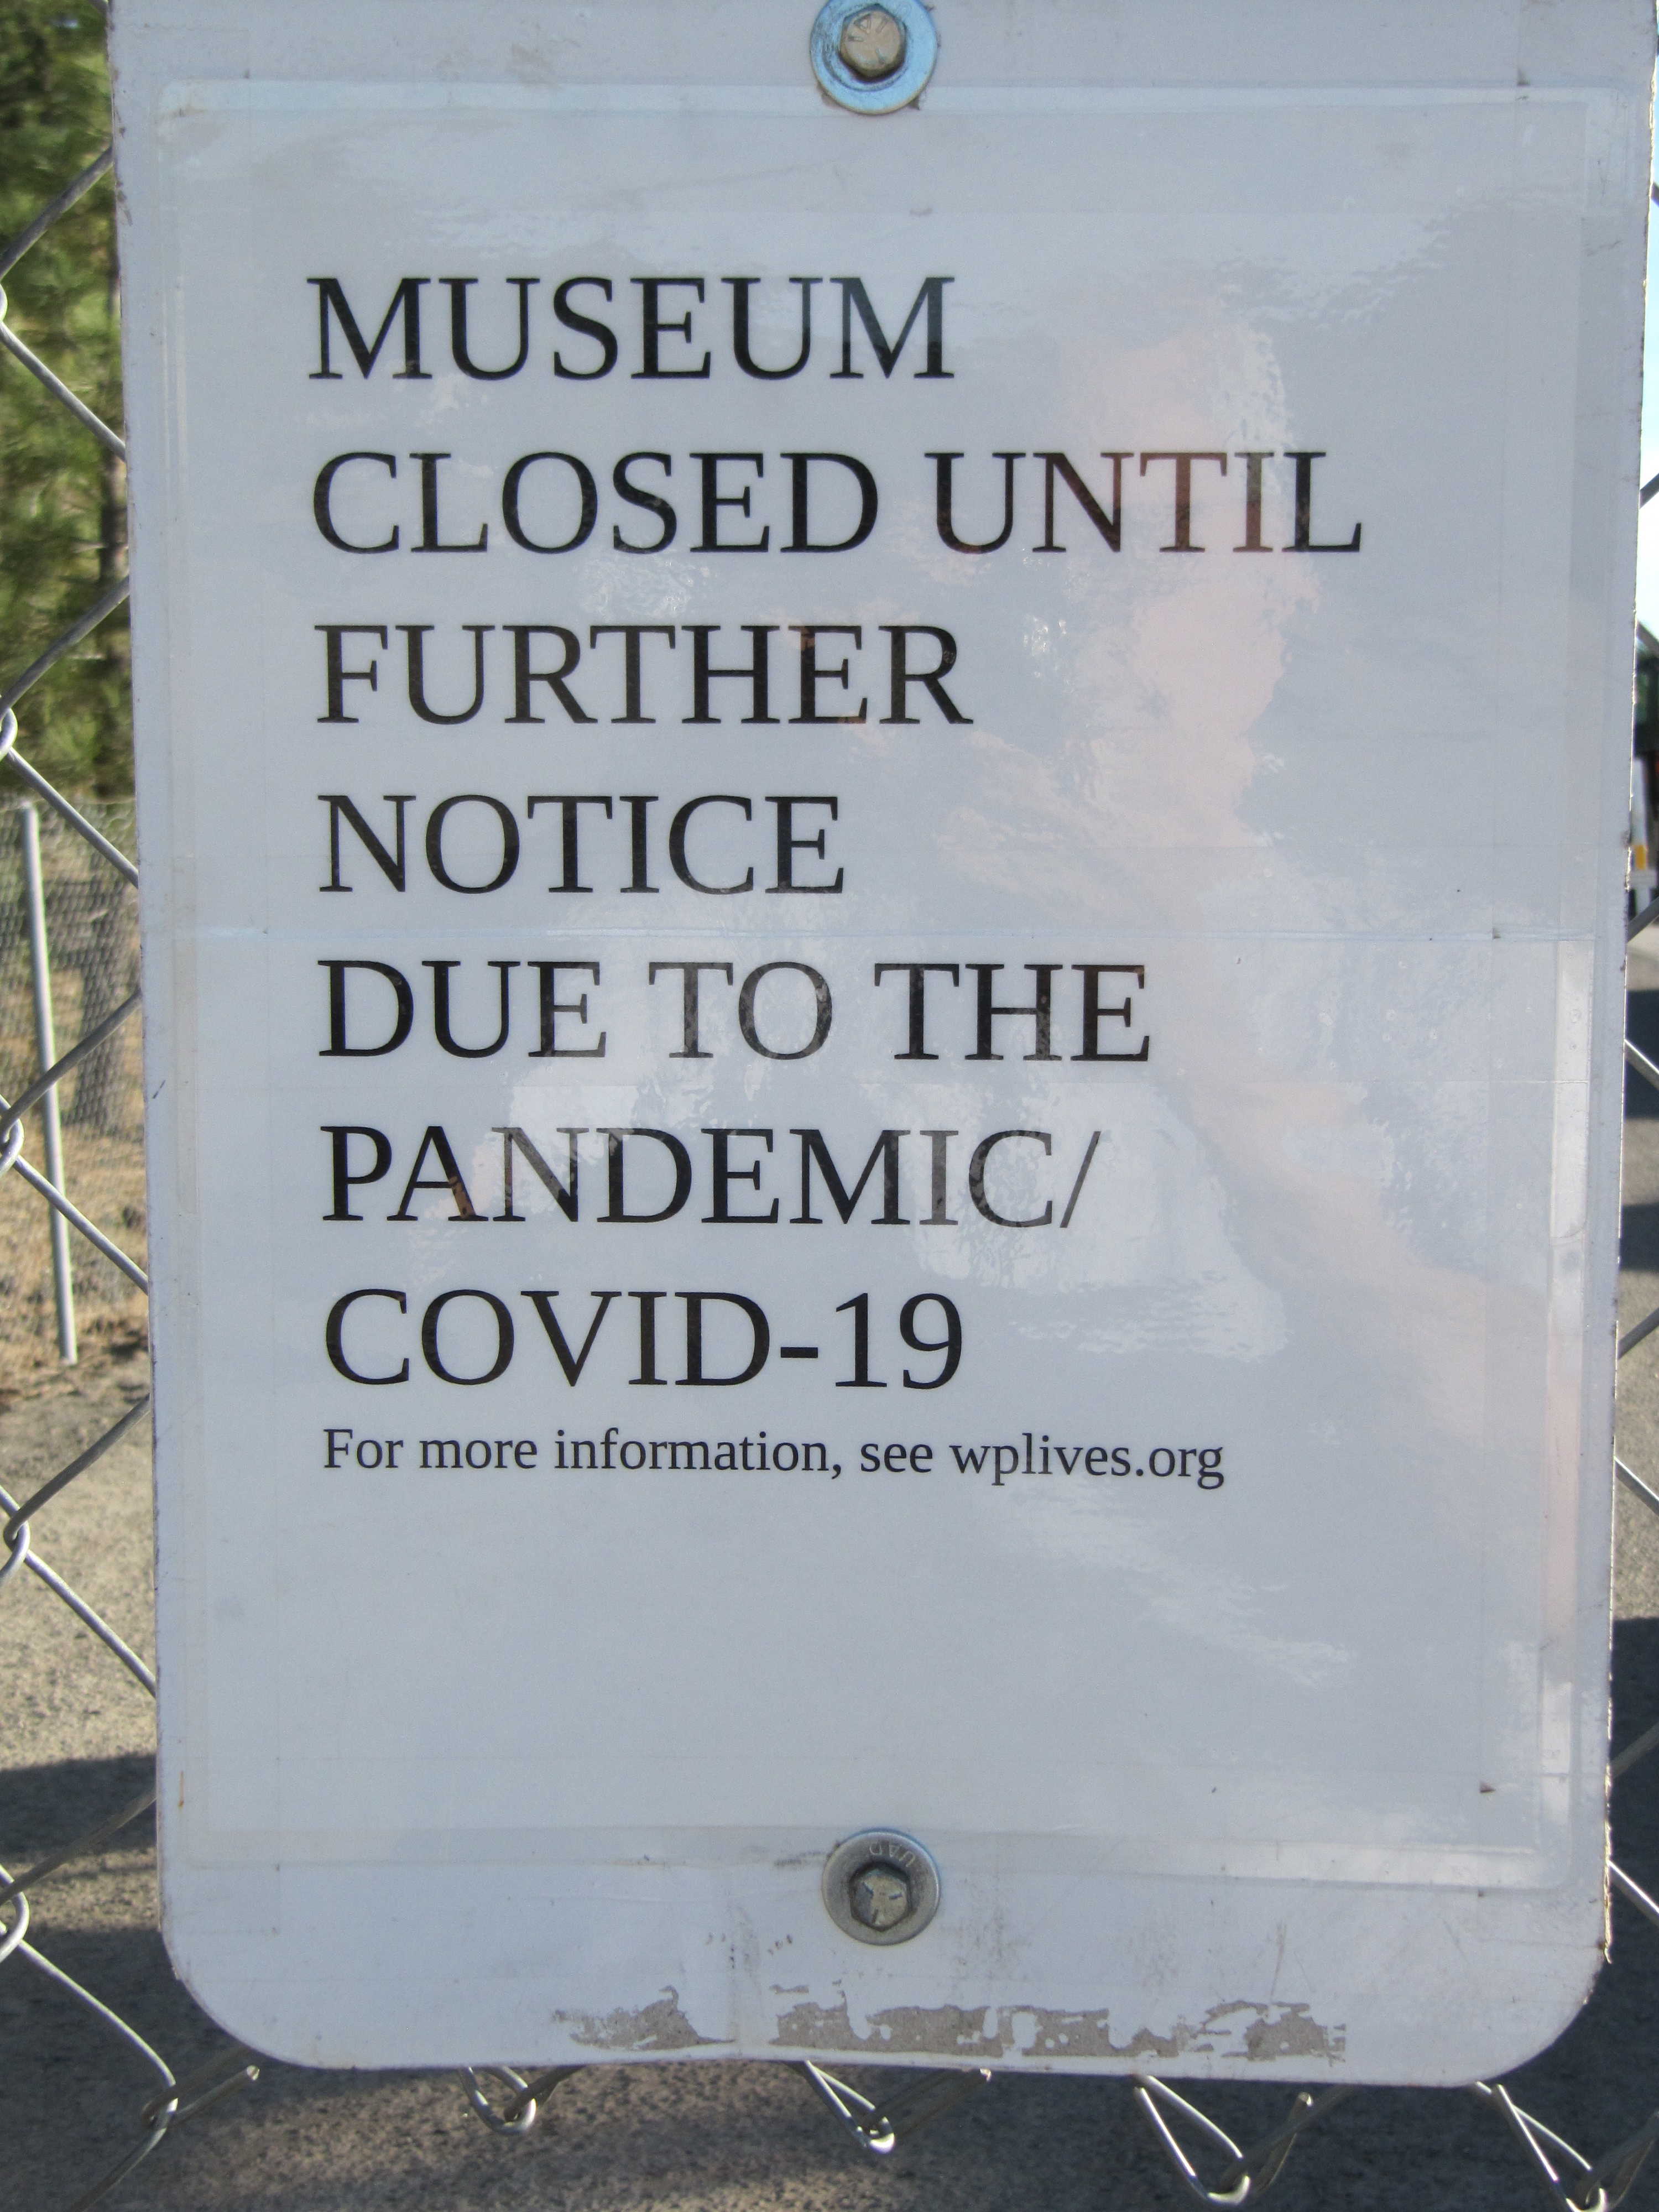 MUSEUM
CLOSED UNTIL
FURTHER
NOTICE
DUE TO THE
PANDEMIC/
COVID-19
For more information, see wplives.org